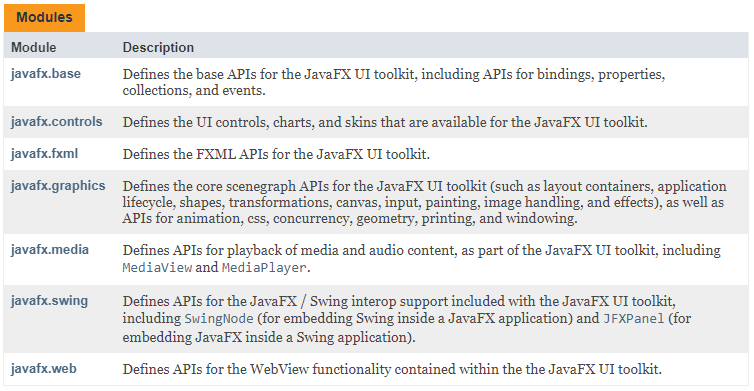 Modules
Module Description
javafx.base Defines the base APIs for the JavaFX UI toolkit, including APIs for bindings, properties,
collections, and events.
javafx.controls Defines the UI controls, charts, and skins that are available for the JavaFX UI toolkit.
javafx.fxml Defines the FXML APIs for the JavaFX UI toolkit.
javafx.graphics Defines the core scenegraph APIs for the JavaFX UI toolkit (such as layout containers, application
lifecycle, shapes, transformations, canvas, input, painting, image handling, and effects), as well as
APIs for animation, css, concurrency, geometry, printing, and windowing.
javafx.media Defines APIs for playback of media and audio content, as part of the JavaFX UI toolkit, including
MediaView and MediaPlayer.
javafx.swing Defines APIs for the JavaFX / Swing interop support included with the JavaFX UI toolkit,
including SwingNode (for embedding Swing inside a JavaFX application) and JFXPanel (for
embedding JavaFX inside a Swing application).
javafx.web Defines APIs for the WebView functionality contained within the the JavaFX UI toolkit.